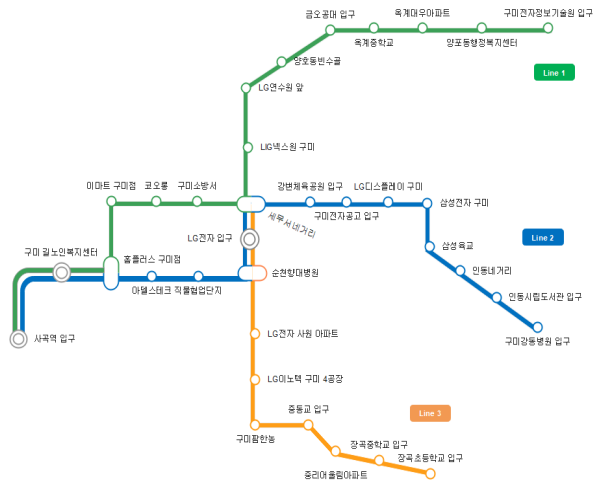 금오공대 입구
옥계대우아파트
구미전자정보기술원 입구
옥계중학교
양포동행정복지센터
양호동빈수골
Line 1
LG연수원 앞
LIG넥스원 구미
이마트 구미점
코오롱
구미소방서
강변체육공원 입구
LG디스플레이 구미
삼성전자 구미
구미전자공고 입구
세무서네거리
LG전자 입구
Line 2
삼성육교
구미 길노인복지센터
홈플러스 구미점
순천향대병원
인동네거리
아델스테크 직물협업단지
인동시립도서관 입구
사곡역 입구
LG전자 사원 아파트
구미강동병원 입구
LG이노텍 구미 4공장
중동교 입구
Line 3
구미팜한농
장곡중학교 입구
장곡초등학교 입구
중리어울림아파트